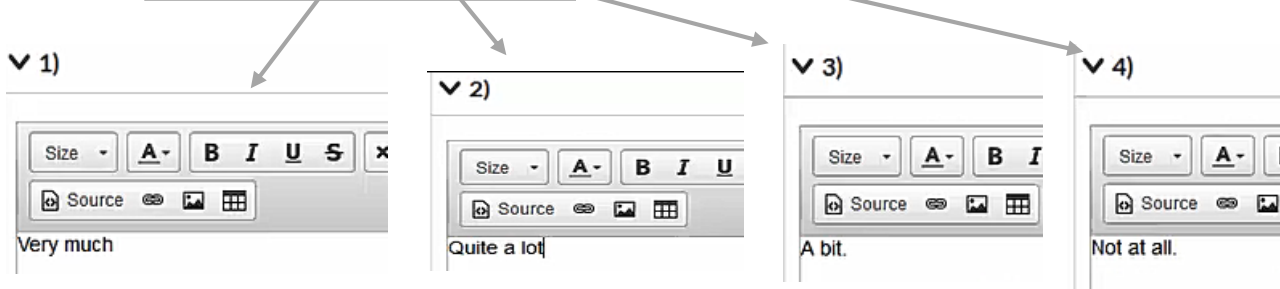 1)
Size A B I U S
Source
Very much
2)
Size A B I U
Source
Quite a lot
3)
Size A B I
Source
A bit.
4)
Size A
Source
Not at all.